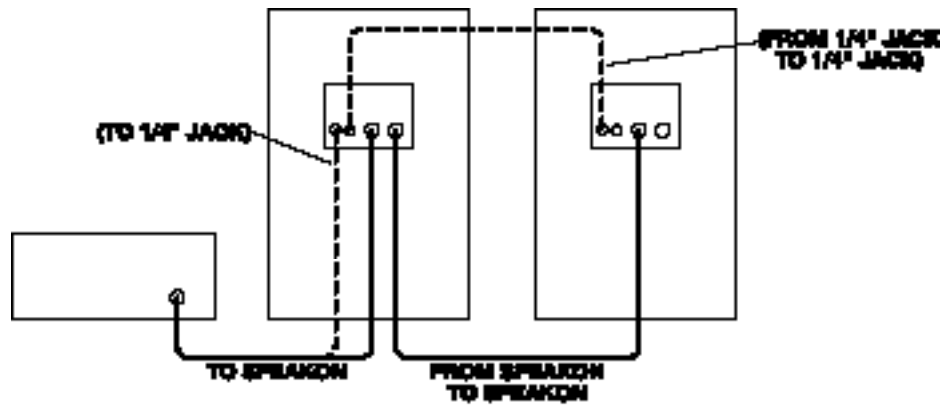 (FROM 1/4" JACK
TO 1/4" JACK)
(TO 1/4" JACK)
TO SPEAKON
FROM SPEAKON
TO SPEAKON